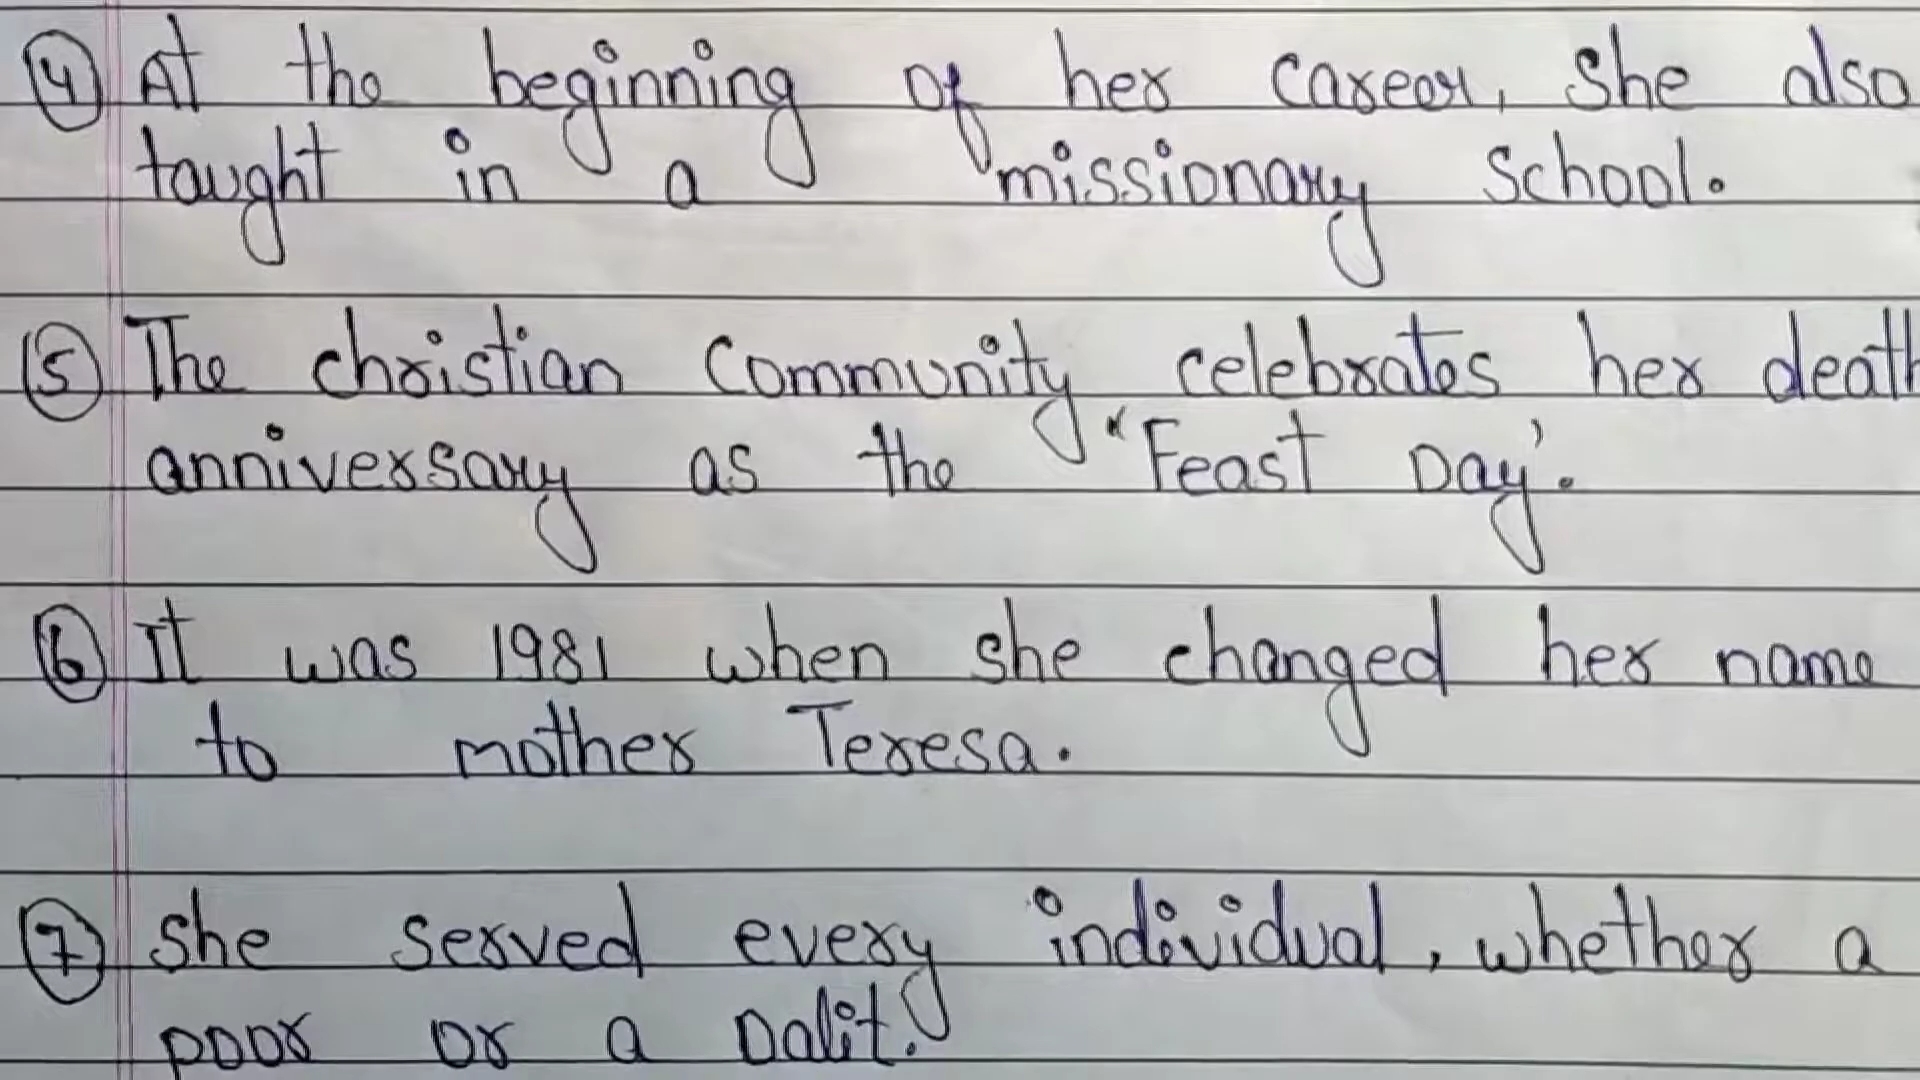 4 At the beginning of her career, She also
taught in a missionary School.
5 The christian Community celebrates her death
anniversary as the "Feast Day'.
6 It was 1981 when she changed her name
to mother Teresa.
7 She served every individual, whether a
poor or a Dalit.